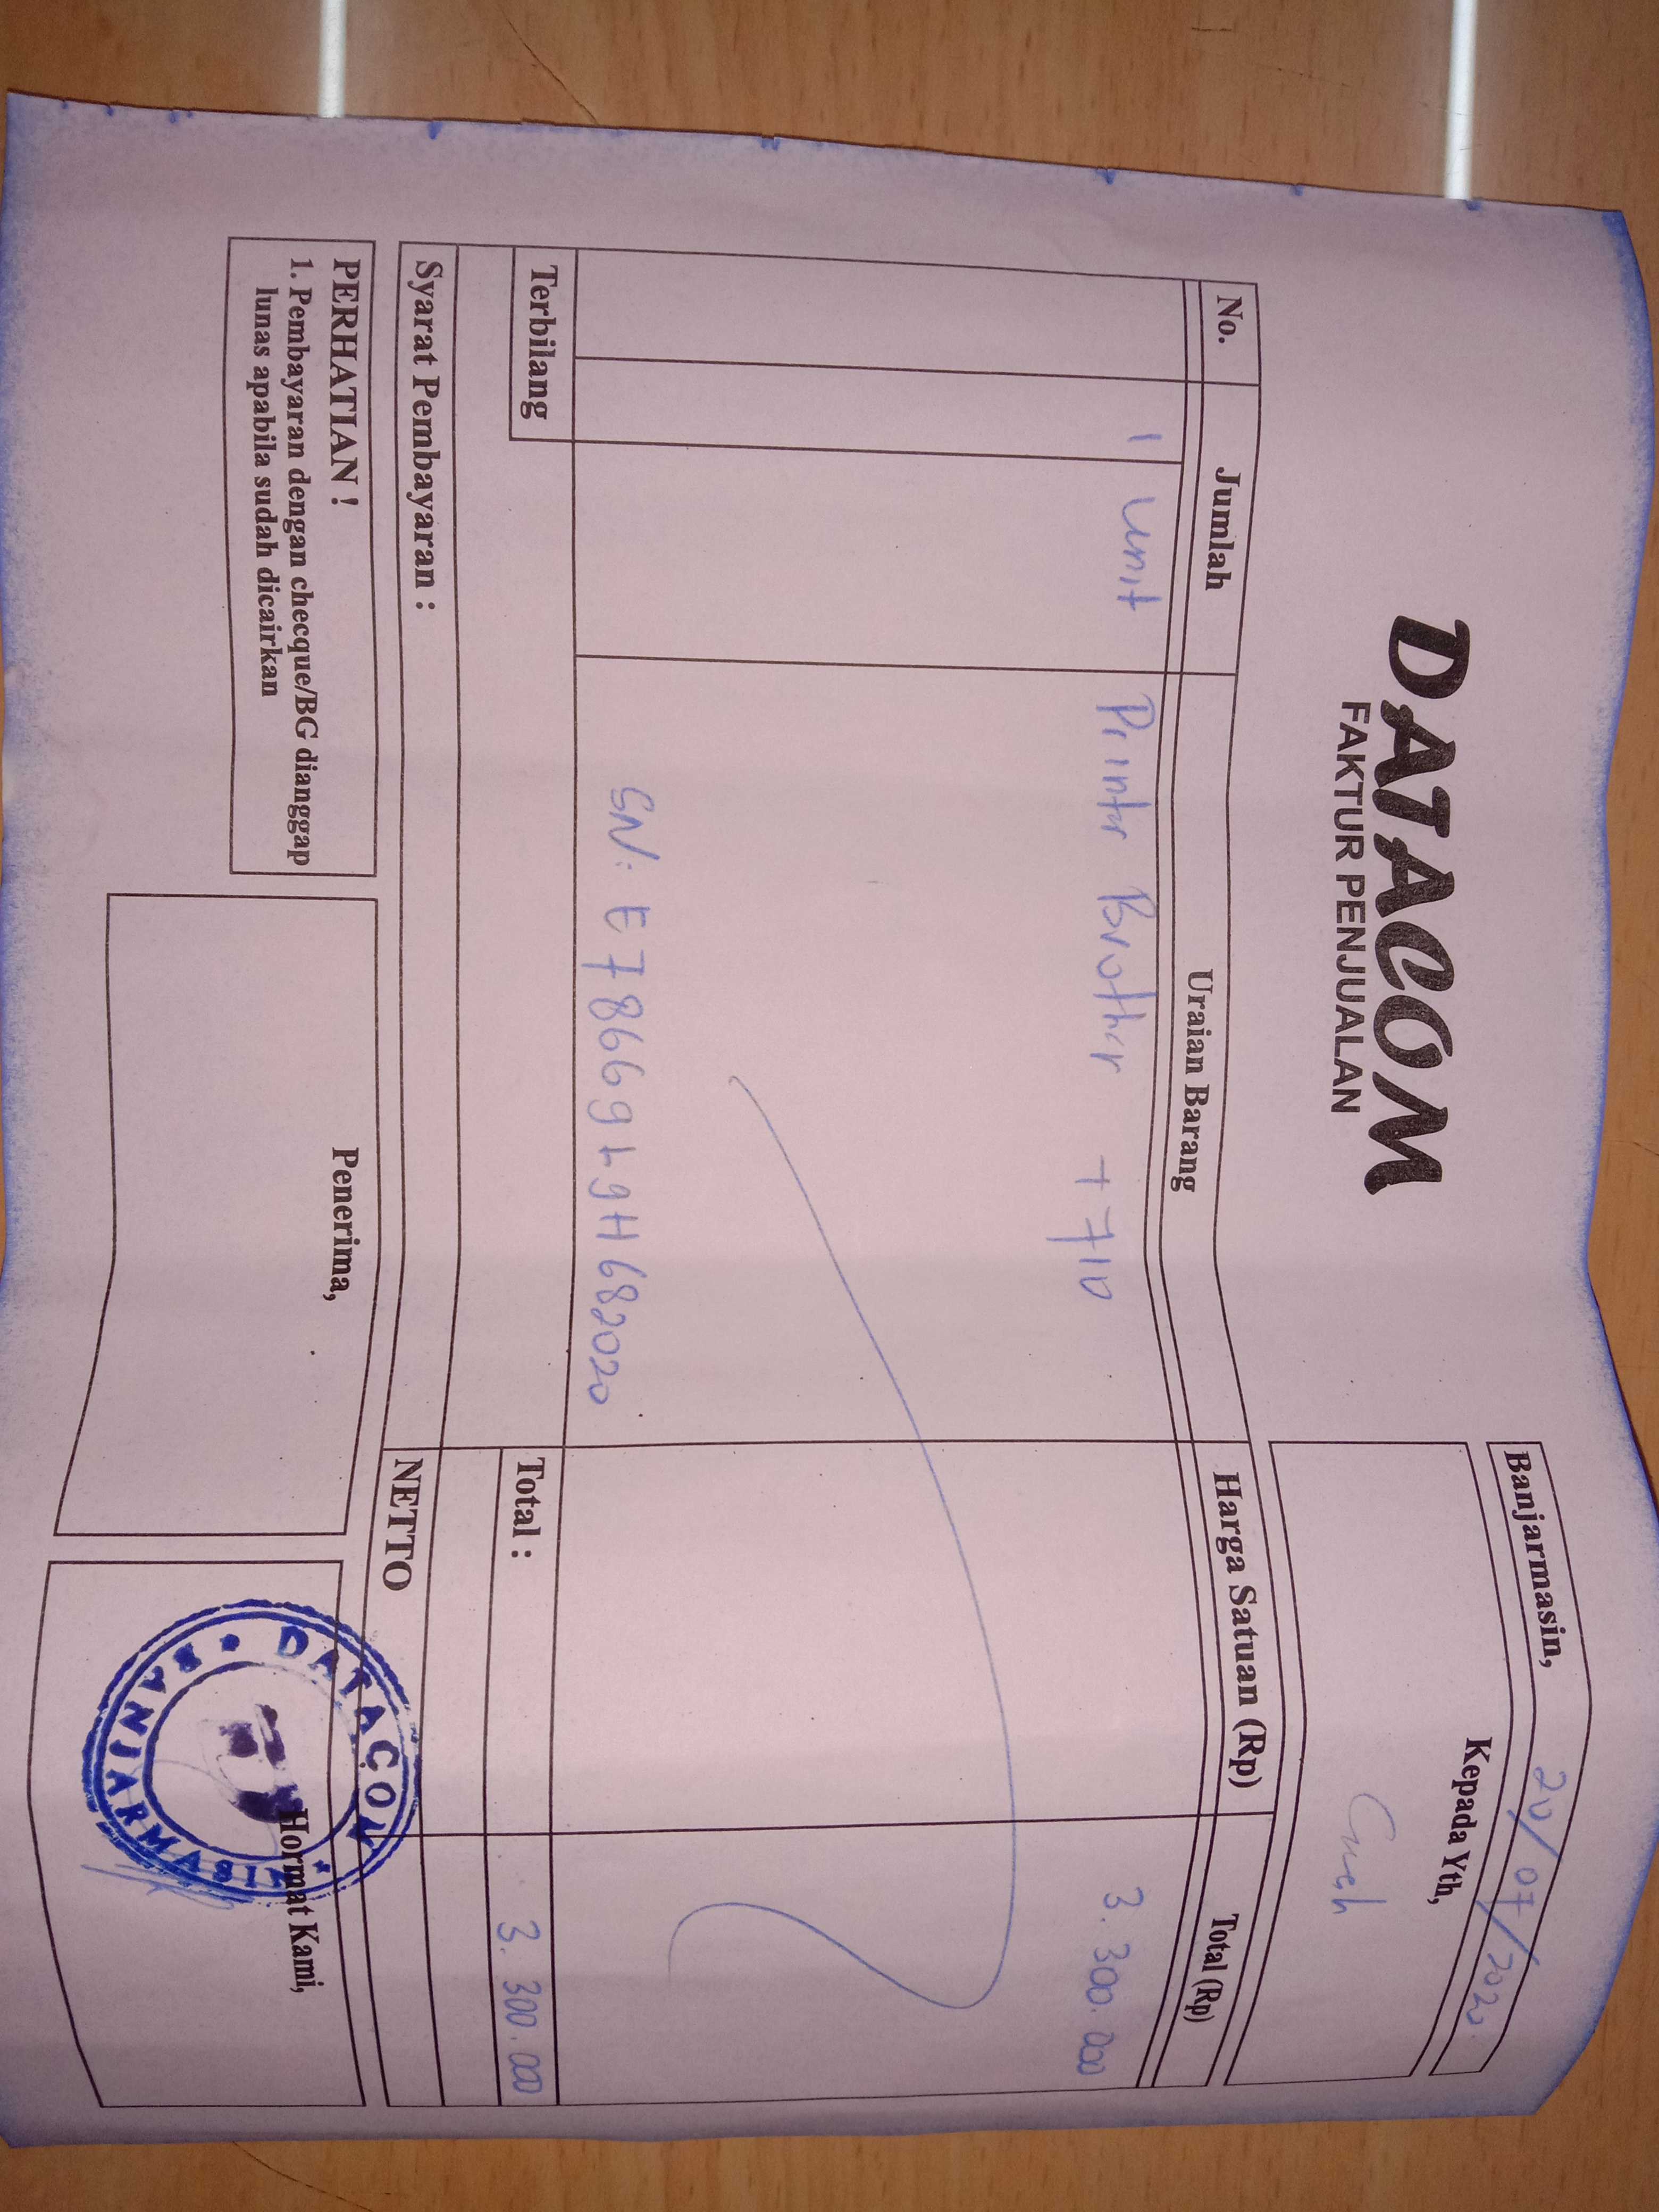 DATACOM
FAKTUR PENJUALAN
Banjarmasin, 20/07/2020
Kepada Yth,
Cash
No. Jumlah Uraian Barang Harga Satuan (Rp) Total (Rp)
1 Unit Printer Brother T710 3.300.000
SN: E78669L9H682020
Terbilang Total : 3.300.000
Syarat Pembayaran : NETTO
PERHATIAN !
1. Pembayaran dengan checque/BG dianggap
lunas apabila sudah dicairkan
Penerima,
Hormat Kami,
DATACOM
BANJARMASIN